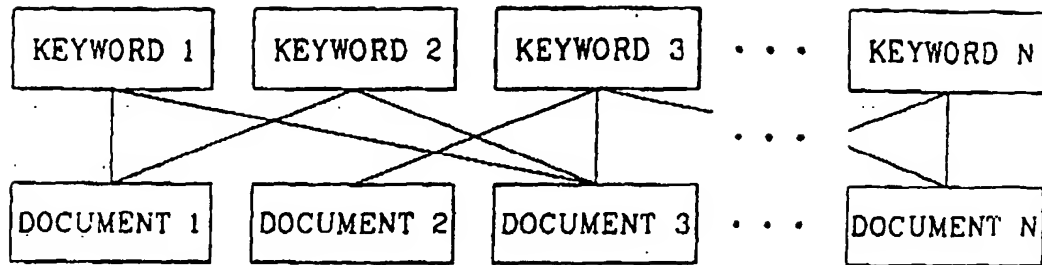 KEYWORD 1 KEYWORD 2 KEYWORD 3 . . . KEYWORD N
. . .
DOCUMENT 1 DOCUMENT 2 DOCUMENT 3 . . . DOCUMENT N